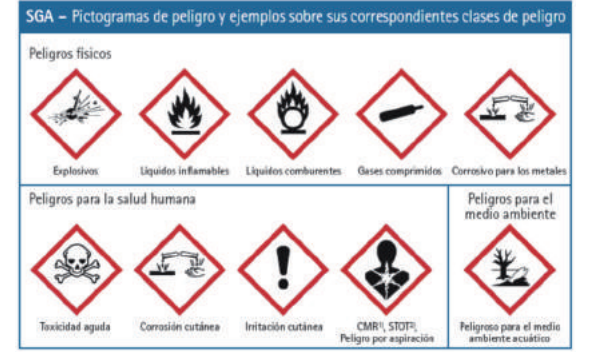 SGA – Pictogramas de peligro y ejemplos sobre sus correspondientes clases de peligro
Peligros físicos
Explosivos
Líquidos inflamables
Líquidos comburentes
Gases comprimidos
Corrosivo para los metales
Peligros para la salud humana
Toxicidad aguda
Corrosión cutánea
Irritación cutánea
CMR¹⁾, STOT²⁾,
Peligro por aspiración
Peligros para el
medio ambiente
Peligroso para el medio
ambiente acuático